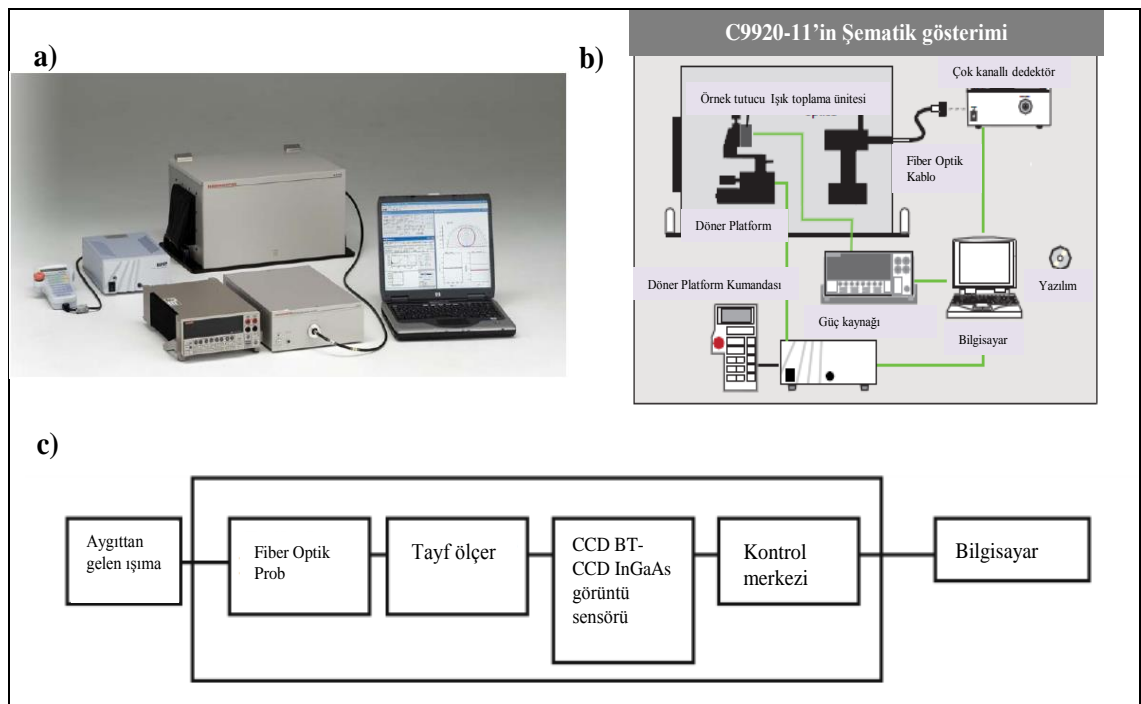 a)
b)
C9920-11’in Şematik gösterimi
Çok kanallı dedektör
Örnek tutucu Işık toplama ünitesi
Fiber Optik
Kablo
Döner Platform
Döner Platform Kumandası
Güç kaynağı
Bilgisayar
Yazılım
c)
Aygıttan
gelen ışıma
Fiber Optik
Prob
Tayf ölçer
CCD BT-
CCD InGaAs
görüntü
sensörü
Kontrol
merkezi
Bilgisayar